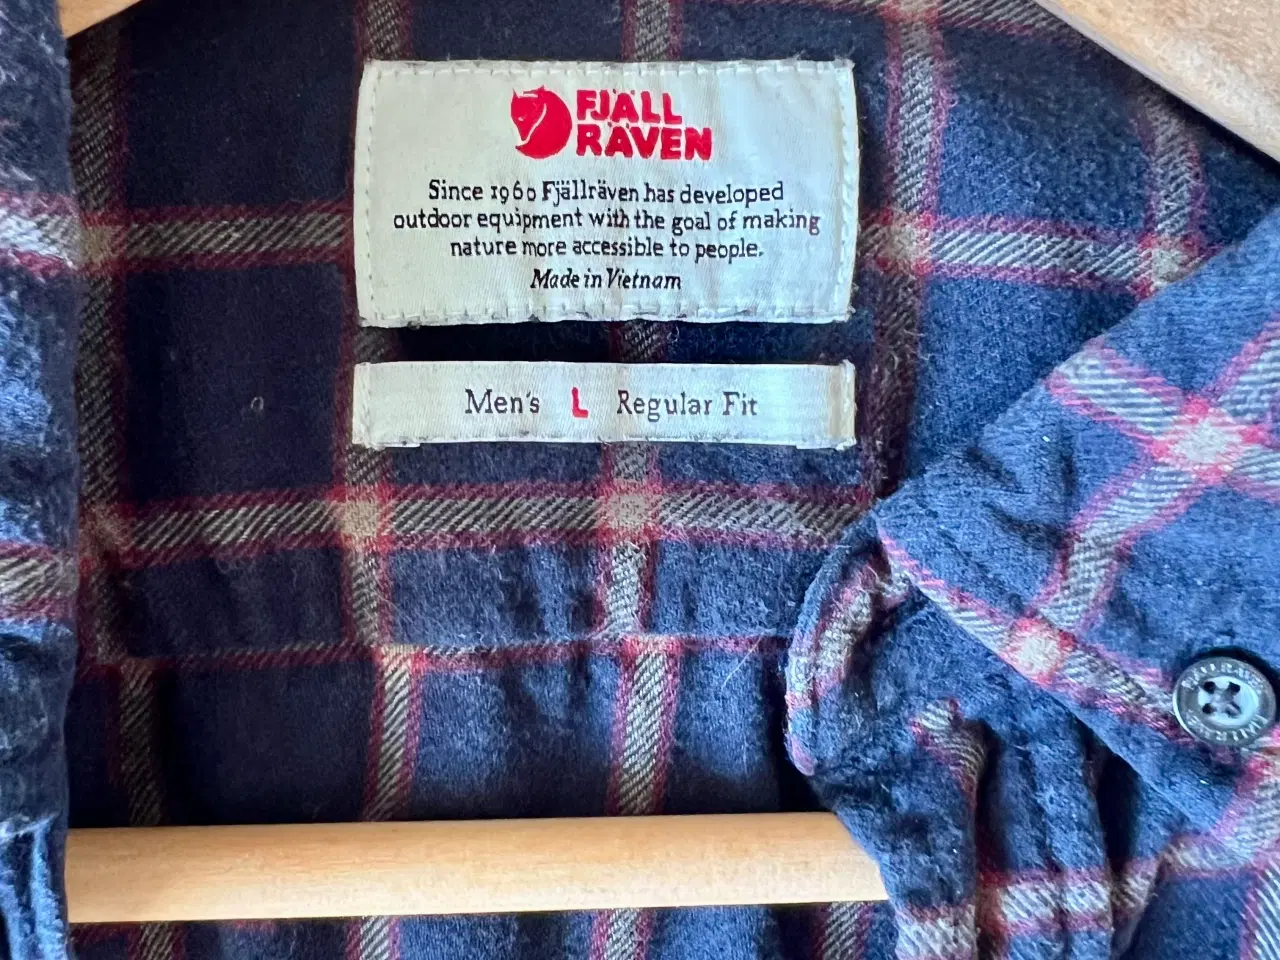 FJÄLL
RÄVEN
Since 1960 Fjällräven has developed
outdoor equipment with the goal of making
nature more accessible to people.
Made in Vietnam
Men's L Regular Fit